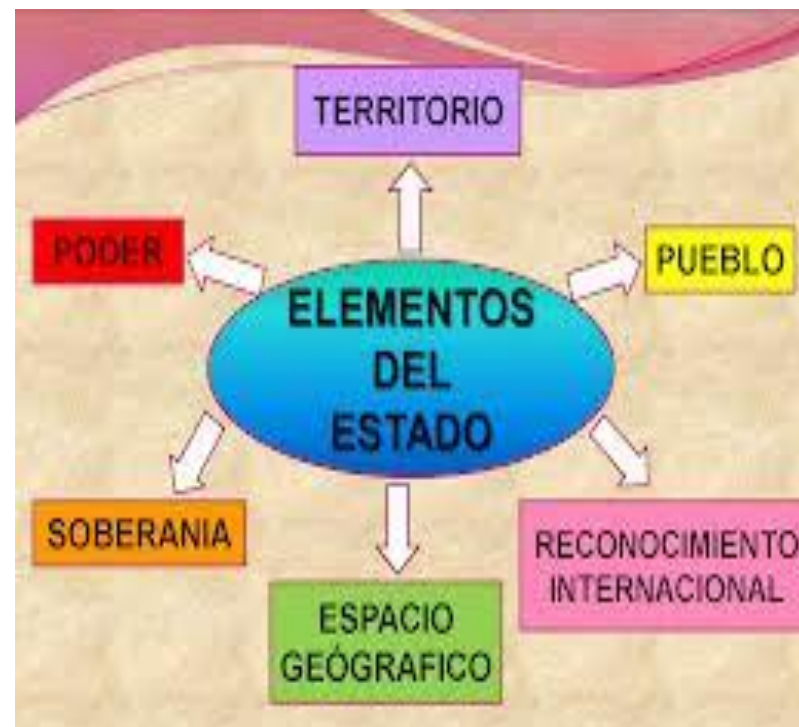 TERRITORIO
PODER
PUEBLO
ELEMENTOS
DEL
ESTADO
SOBERANIA
RECONOCIMIENTO
INTERNACIONAL
ESPACIO
GEÓGRAFICO